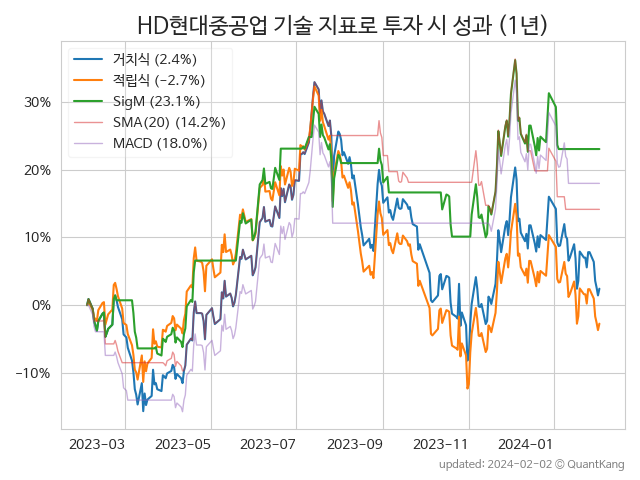 HD현대중공업 기술 지표로 투자 시 성과 (1년)
거치식 (2.4%)
적립식 (−2.7%)
SigM (23.1%)
SMA(20) (14.2%)
MACD (18.0%)
30%
20%
10%
0%
−10%
2023-03
2023-05
2023-07
2023-09
2023-11
2024-01
updated: 2024-02-02 © QuantKang